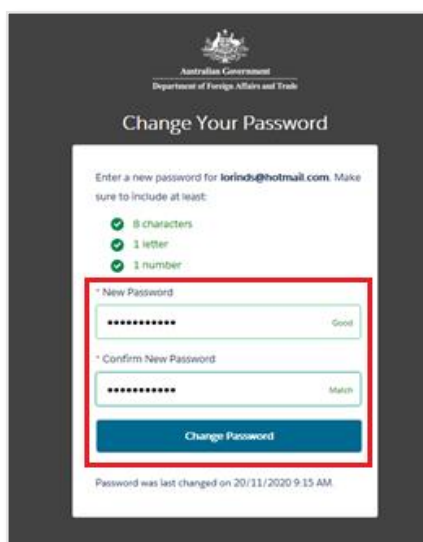 Australian Government
Department of Foreign Affairs and Trade
Change Your Password
Enter a new password for lorinds@hotmail.com. Make
sure to include at least:
8 characters
1 letter
1 number
* New Password
••••••••••• Good
* Confirm New Password
••••••••••• Match
Change Password
Password was last changed on 20/11/2020 9:15 AM.